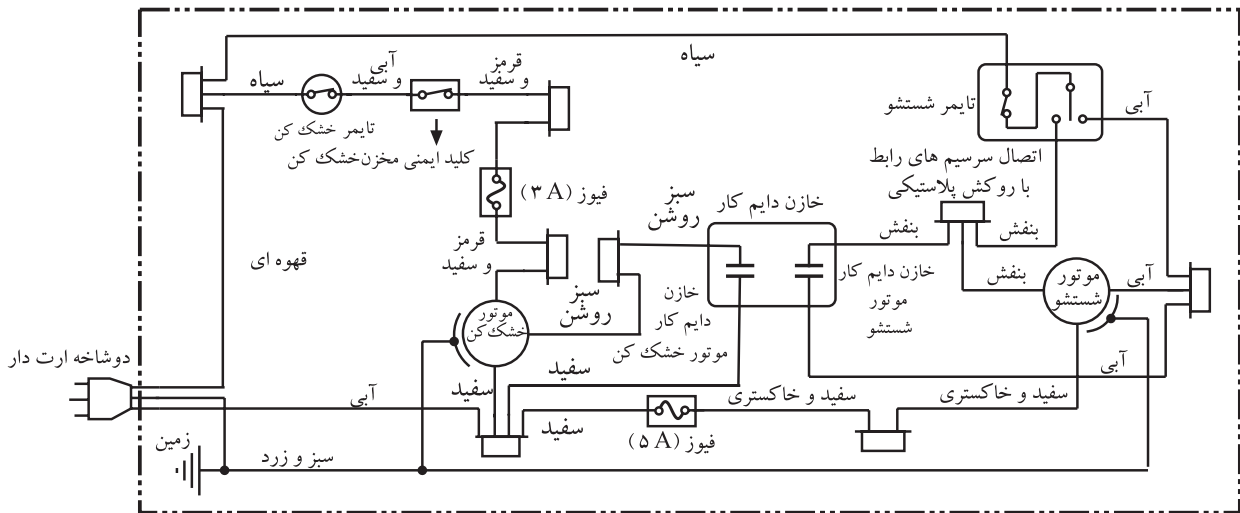 سیاه
قرمز
و سفید
آبی
و سفید
سیاه
تایمر خشک کن
کلید ایمنی مخزن خشک کن
تایمر شستشو
آبی
اتصال سرسیم های رابط
با روکش پلاستیکی
فیوز (۳ A)
سبز
روشن
خازن دایم کار
بنفش
بنفش
قرمز
و سفید
قهوه ای
خازن دایم کار
موتور
شستشو
بنفش
موتور
شستشو
آبی
سبز
روشن
خازن
دایم کار
موتور خشک کن
موتور
خشک کن
دوشاخه ارت دار
آبی
سفید
سفید
آبی
سفید و خاکستری
سفید و خاکستری
سفید
فیوز (۵ A)
زمین
سبز و زرد